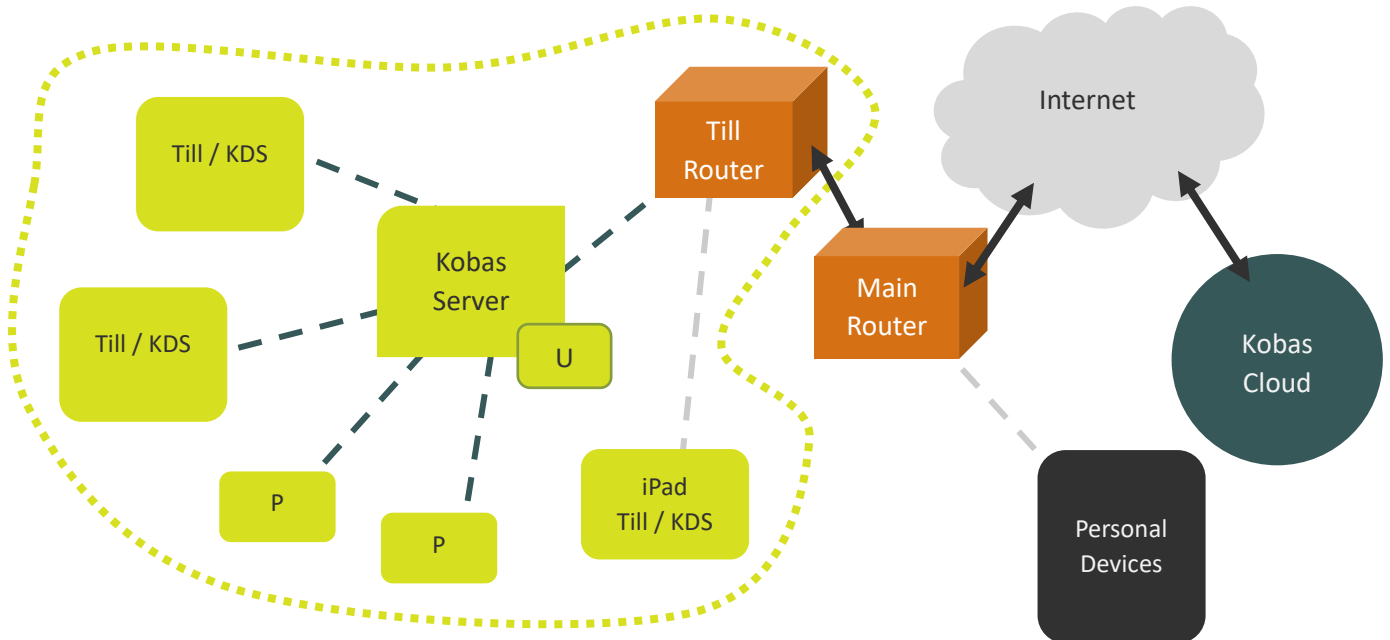 Internet
Till
Router
Till / KDS
Kobas
Server
Main
Router
Till / KDS
U
Kobas
Cloud
P
P
iPad
Till / KDS
Personal
Devices